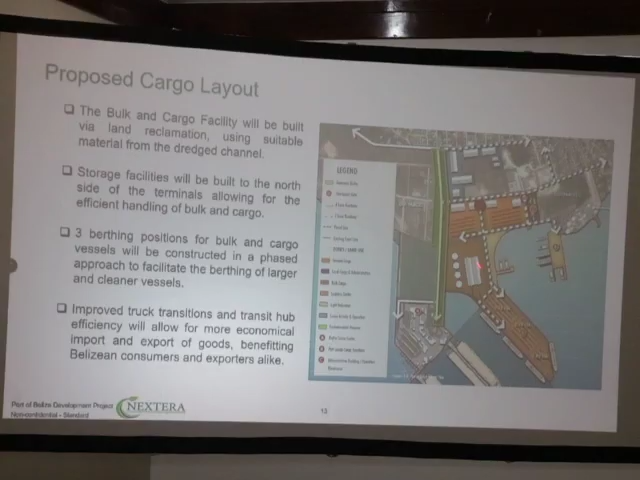 Proposed Cargo Layout
❑ The Bulk and Cargo Facility will be built
via land reclamation, using suitable
material from the dredged channel.
❑ Storage facilities will be built to the north
side of the terminals allowing for the
efficient handling of bulk and cargo.
❑ 3 berthing positions for bulk and cargo
vessels will be constructed in a phased
approach to facilitate the berthing of larger
and cleaner vessels.
❑ Improved truck transitions and transit hub
efficiency will allow for more economical
import and export of goods, benefitting
Belizean consumers and exporters alike.
LEGEND
Port of Belize Development Project
Non-confidential - Standard
NEXTERA
13